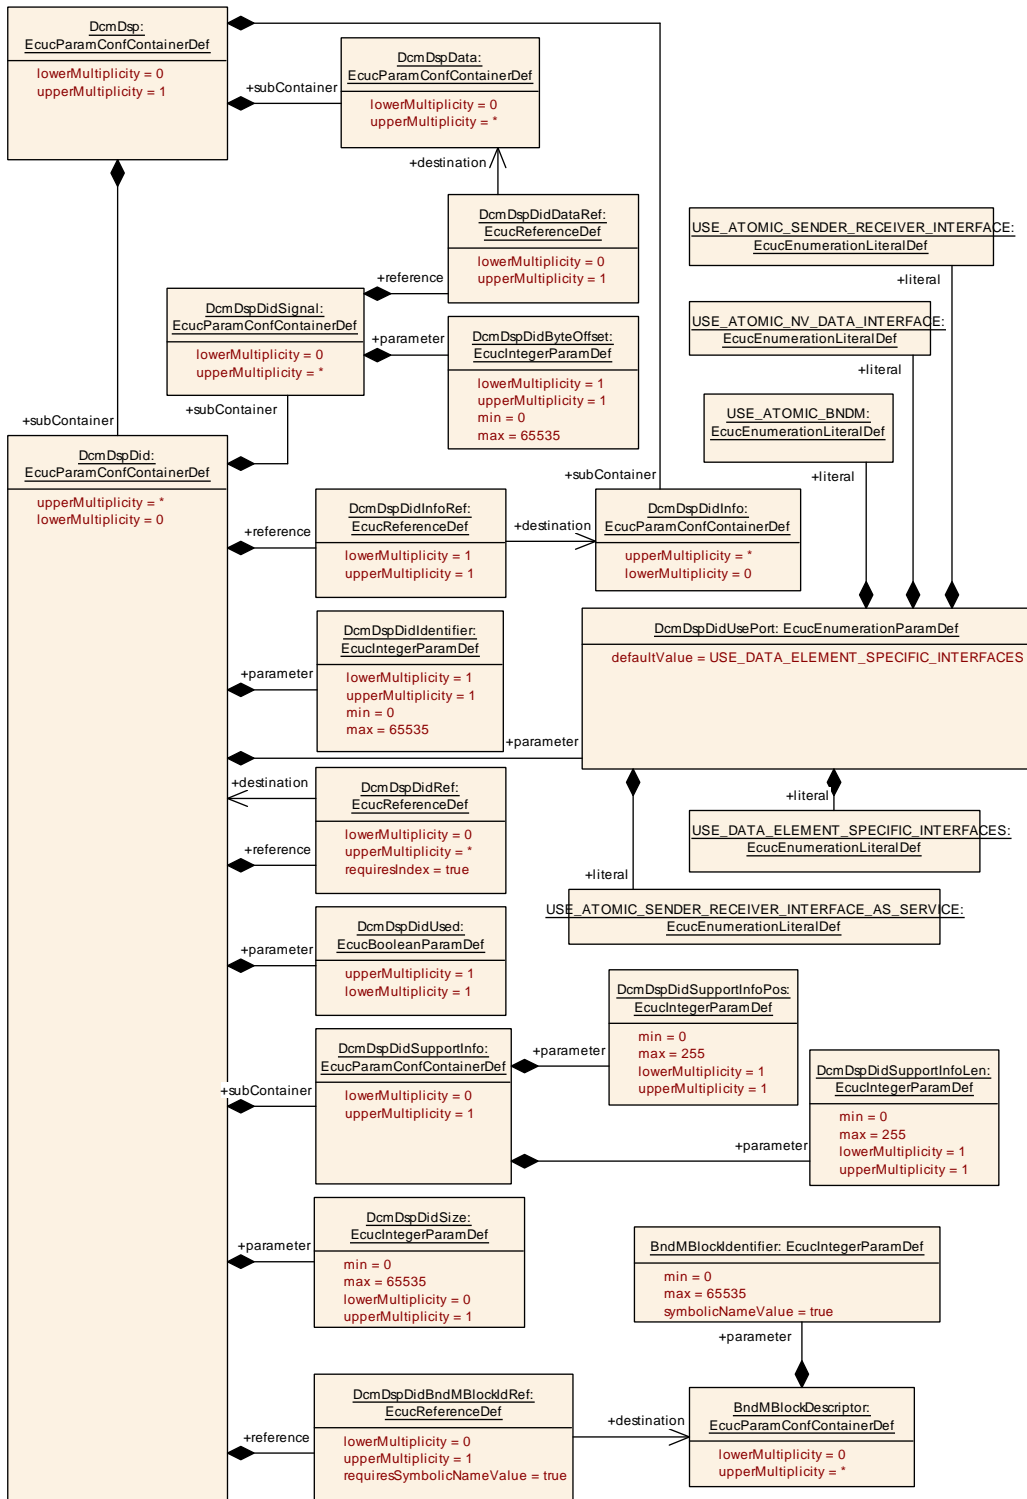 DcmDsp:
EcucParamConfContainerDef
lowerMultiplicity = 0
upperMultiplicity = 1
+subContainer
DcmDspData:
EcucParamConfContainerDef
lowerMultiplicity = 0
upperMultiplicity = *
+destination
DcmDspDidDataRef:
EcucReferenceDef
lowerMultiplicity = 0
upperMultiplicity = 1
+reference
DcmDspDidSignal:
EcucParamConfContainerDef
lowerMultiplicity = 0
upperMultiplicity = *
+parameter
DcmDspDidByteOffset:
EcucIntegerParamDef
lowerMultiplicity = 1
upperMultiplicity = 1
min = 0
max = 65535
+subContainer
+subContainer
USE_ATOMIC_SENDER_RECEIVER_INTERFACE:
EcucEnumerationLiteralDef
+literal
USE_ATOMIC_NV_DATA_INTERFACE:
EcucEnumerationLiteralDef
+literal
USE_ATOMIC_BNDM:
EcucEnumerationLiteralDef
+literal
DcmDspDid:
EcucParamConfContainerDef
upperMultiplicity = *
lowerMultiplicity = 0
+reference
DcmDspDidInfoRef:
EcucReferenceDef
lowerMultiplicity = 1
upperMultiplicity = 1
+destination
+subContainer
DcmDspDidInfo:
EcucParamConfContainerDef
upperMultiplicity = *
lowerMultiplicity = 0
+parameter
DcmDspDidIdentifier:
EcucIntegerParamDef
lowerMultiplicity = 1
upperMultiplicity = 1
min = 0
max = 65535
+parameter
DcmDspDidUsePort: EcucEnumerationParamDef
defaultValue = USE_DATA_ELEMENT_SPECIFIC_INTERFACES
+destination
DcmDspDidRef:
EcucReferenceDef
lowerMultiplicity = 0
upperMultiplicity = *
requiresIndex = true
+reference
+literal
USE_DATA_ELEMENT_SPECIFIC_INTERFACES:
EcucEnumerationLiteralDef
+literal
USE_ATOMIC_SENDER_RECEIVER_INTERFACE_AS_SERVICE:
EcucEnumerationLiteralDef
+parameter
DcmDspDidUsed:
EcucBooleanParamDef
upperMultiplicity = 1
lowerMultiplicity = 1
+subContainer
DcmDspDidSupportInfo:
EcucParamConfContainerDef
lowerMultiplicity = 0
upperMultiplicity = 1
+parameter
DcmDspDidSupportInfoPos:
EcucIntegerParamDef
min = 0
max = 255
lowerMultiplicity = 1
upperMultiplicity = 1
+parameter
DcmDspDidSupportInfoLen:
EcucIntegerParamDef
min = 0
max = 255
lowerMultiplicity = 1
upperMultiplicity = 1
+parameter
DcmDspDidSize:
EcucIntegerParamDef
min = 0
max = 65535
lowerMultiplicity = 0
upperMultiplicity = 1
BndMBlockIdentifier: EcucIntegerParamDef
min = 0
max = 65535
symbolicNameValue = true
+parameter
+reference
DcmDspDidBndMBlockIdRef:
EcucReferenceDef
lowerMultiplicity = 0
upperMultiplicity = 1
requiresSymbolicNameValue = true
+destination
BndMBlockDescriptor:
EcucParamConfContainerDef
lowerMultiplicity = 0
upperMultiplicity = *